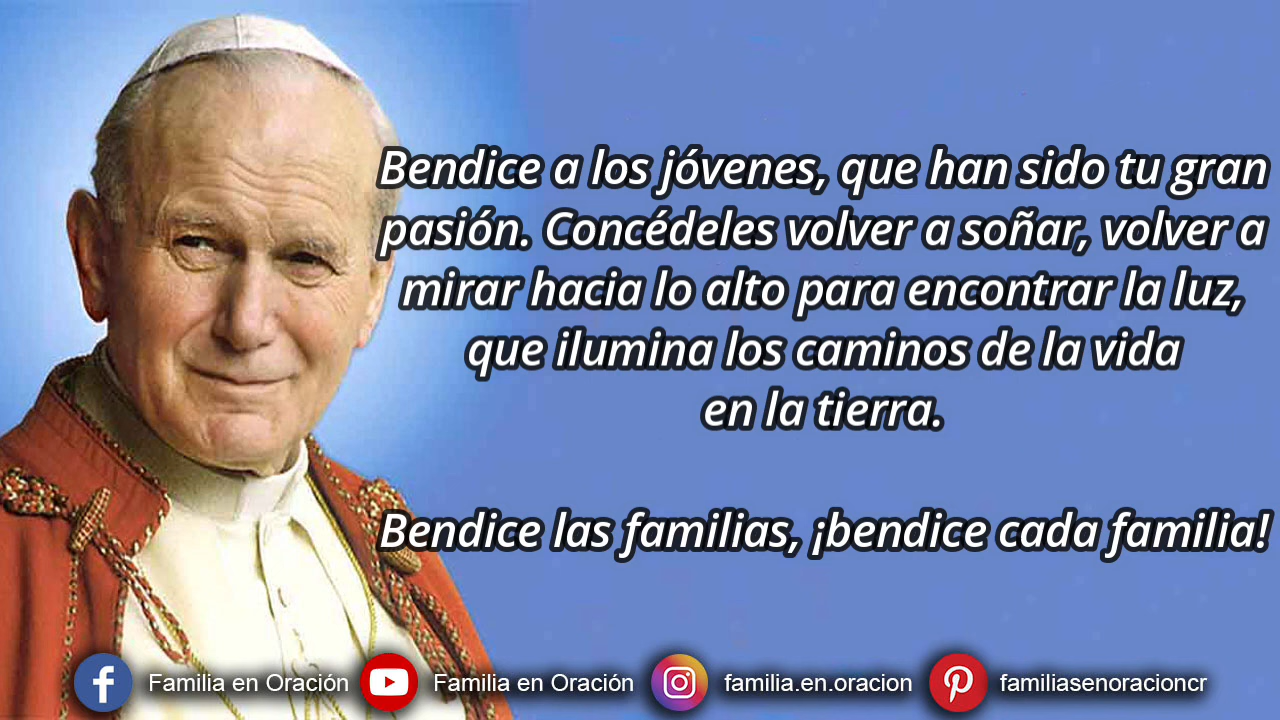 Bendice a los jóvenes, que han sido tu gran
pasión. Concédeles volver a soñar, volver a
mirar hacia lo alto para encontrar la luz,
que ilumina los caminos de la vida
en la tierra.
Bendice las familias, ¡bendice cada familia!
Familia en Oración
Familia en Oración
familia.en.oracion
familiasenoracioncr